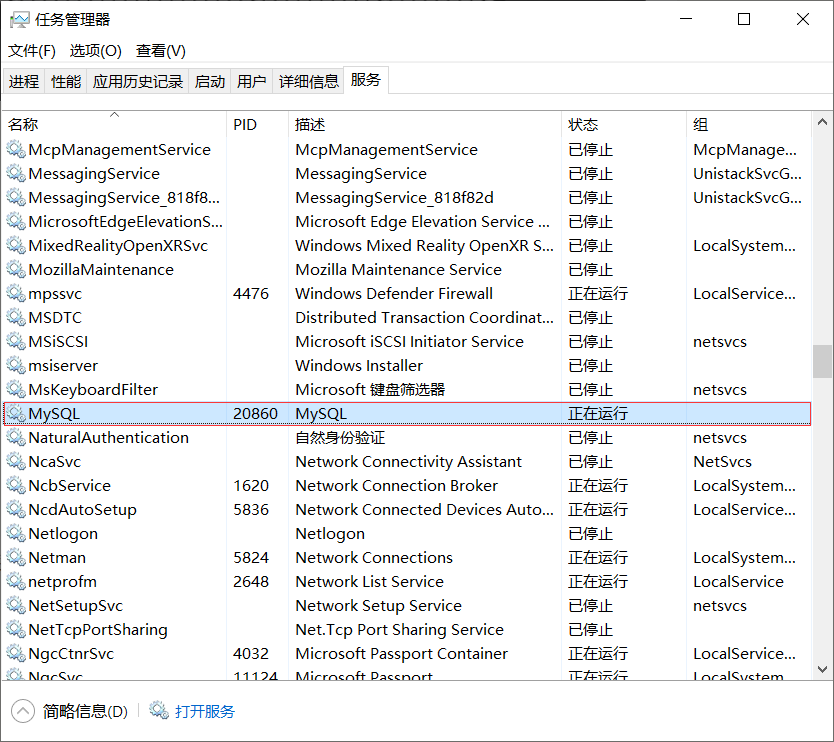 任务管理器
文件(F) 选项(O) 查看(V)
进程 性能 应用历史记录 启动 用户 详细信息 服务
名称 PID 描述 状态 组
McpManagementService McpManagementService 已停止 McpManage...
MessagingService MessagingService 已停止 UnistackSvcG...
MessagingService_818f8... MessagingService_818f82d 已停止 UnistackSvcG...
MicrosoftEdgeElevationS... Microsoft Edge Elevation Service ... 已停止
MixedRealityOpenXRSvc Windows Mixed Reality OpenXR S... 已停止 LocalSystem...
MozillaMaintenance Mozilla Maintenance Service 已停止
mpssvc 4476 Windows Defender Firewall 正在运行 LocalService...
MSDTC Distributed Transaction Coordinat... 已停止
MSiSCSI Microsoft iSCSI Initiator Service 已停止 netsvcs
msiserver Windows Installer 已停止
MsKeyboardFilter Microsoft 键盘筛选器 已停止 netsvcs
MySQL 20860 MySQL 正在运行
NaturalAuthentication 自然身份验证 已停止 netsvcs
NcaSvc Network Connectivity Assistant 已停止 NetSvcs
NcbService 1620 Network Connection Broker 正在运行 LocalSystem...
NcdAutoSetup 5836 Network Connected Devices Auto... 正在运行 LocalService...
Netlogon Netlogon 已停止
Netman 5824 Network Connections 正在运行 LocalSystem...
netprofm 2648 Network List Service 正在运行 LocalService
NetSetupSvc Network Setup Service 已停止 netsvcs
NetTcpPortSharing Net.Tcp Port Sharing Service 已停止
NgcCtnrSvc 4032 Microsoft Passport Container 正在运行 LocalService...
NgcSvc 11124 Microsoft Passport 正在运行 LocalSystem...
简略信息(D) 打开服务